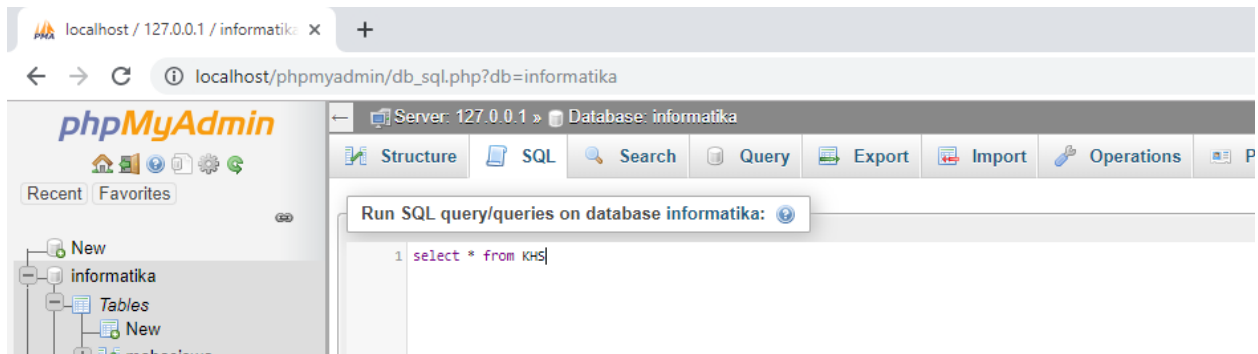 localhost / 127.0.0.1 / informatika
localhost/phpmyadmin/db_sql.php?db=informatika
phpMyAdmin
Recent Favorites
New
informatika
Tables
New
Server: 127.0.0.1 » Database: informatika
Structure SQL Search Query Export Import Operations
Run SQL query/queries on database informatika:
1 select * from KHS